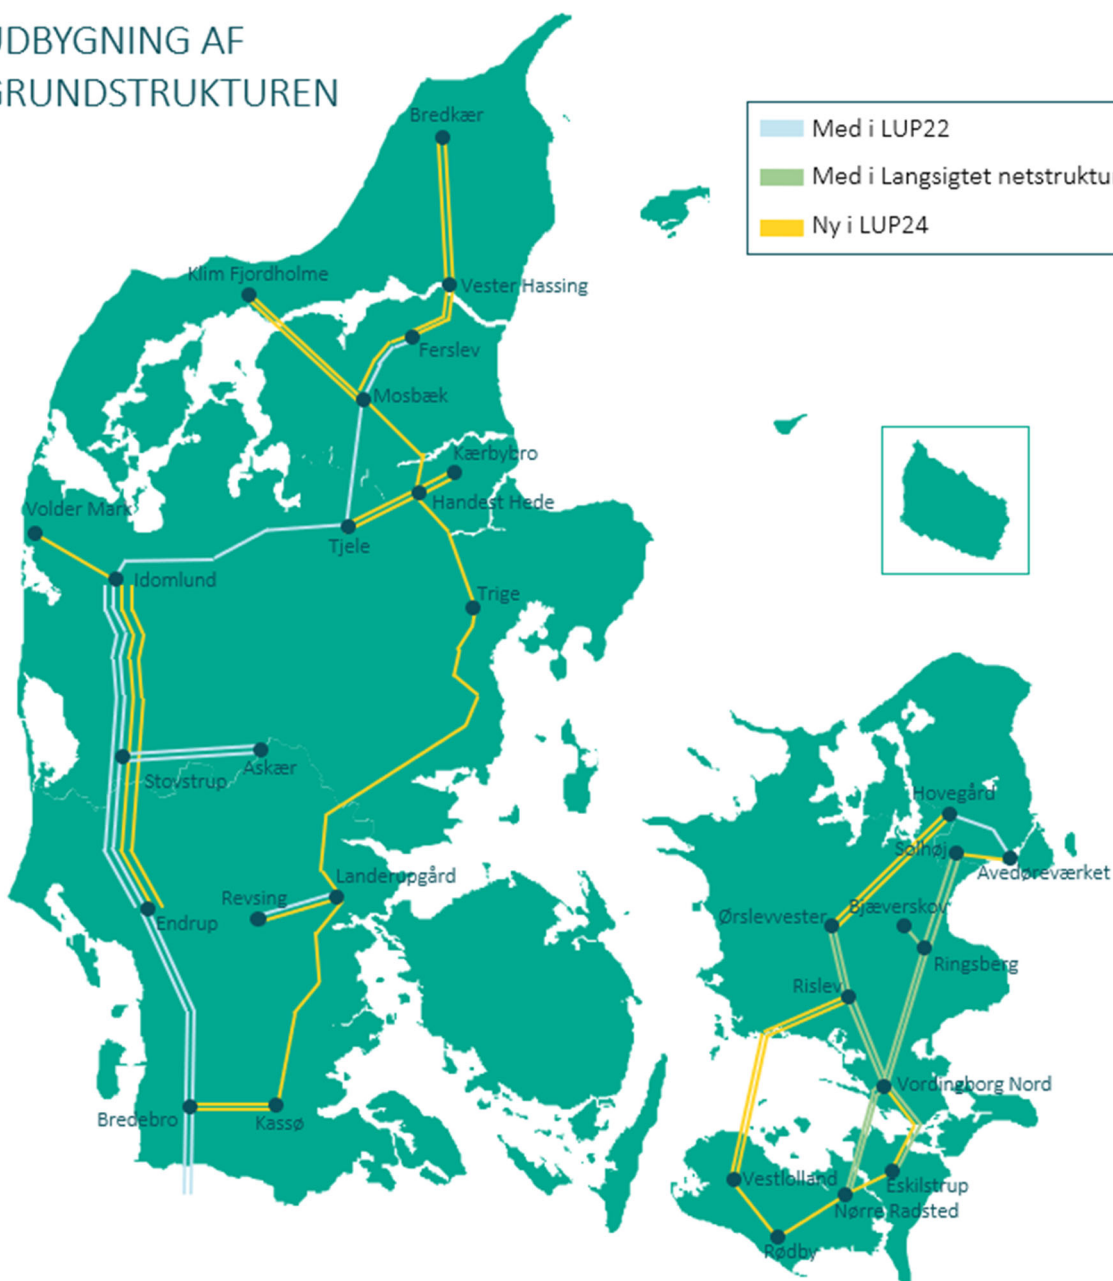 UDBYGNING AF
GRUNDSTRUKTUREN
Bredkær
Med i LUP22
Med i Langsigtet netstruktur
Ny i LUP24
Klim Fjordholme
Vester Hassing
Ferslev
Mosbæk
Kærbybro
Handest Hede
Volder Mark
Tjele
Idomlund
Trige
Stovstrup
Askær
Hovegård
Solhøj
Avedøreværket
Landerupgård
Revsing
Endrup
Bjæverskov
Ørslevvester
Ringsberg
Rislev
Vordingborg Nord
Bredebro
Kassø
Vestlolland
Eskilstrup
Nørre Radsted
Rødby